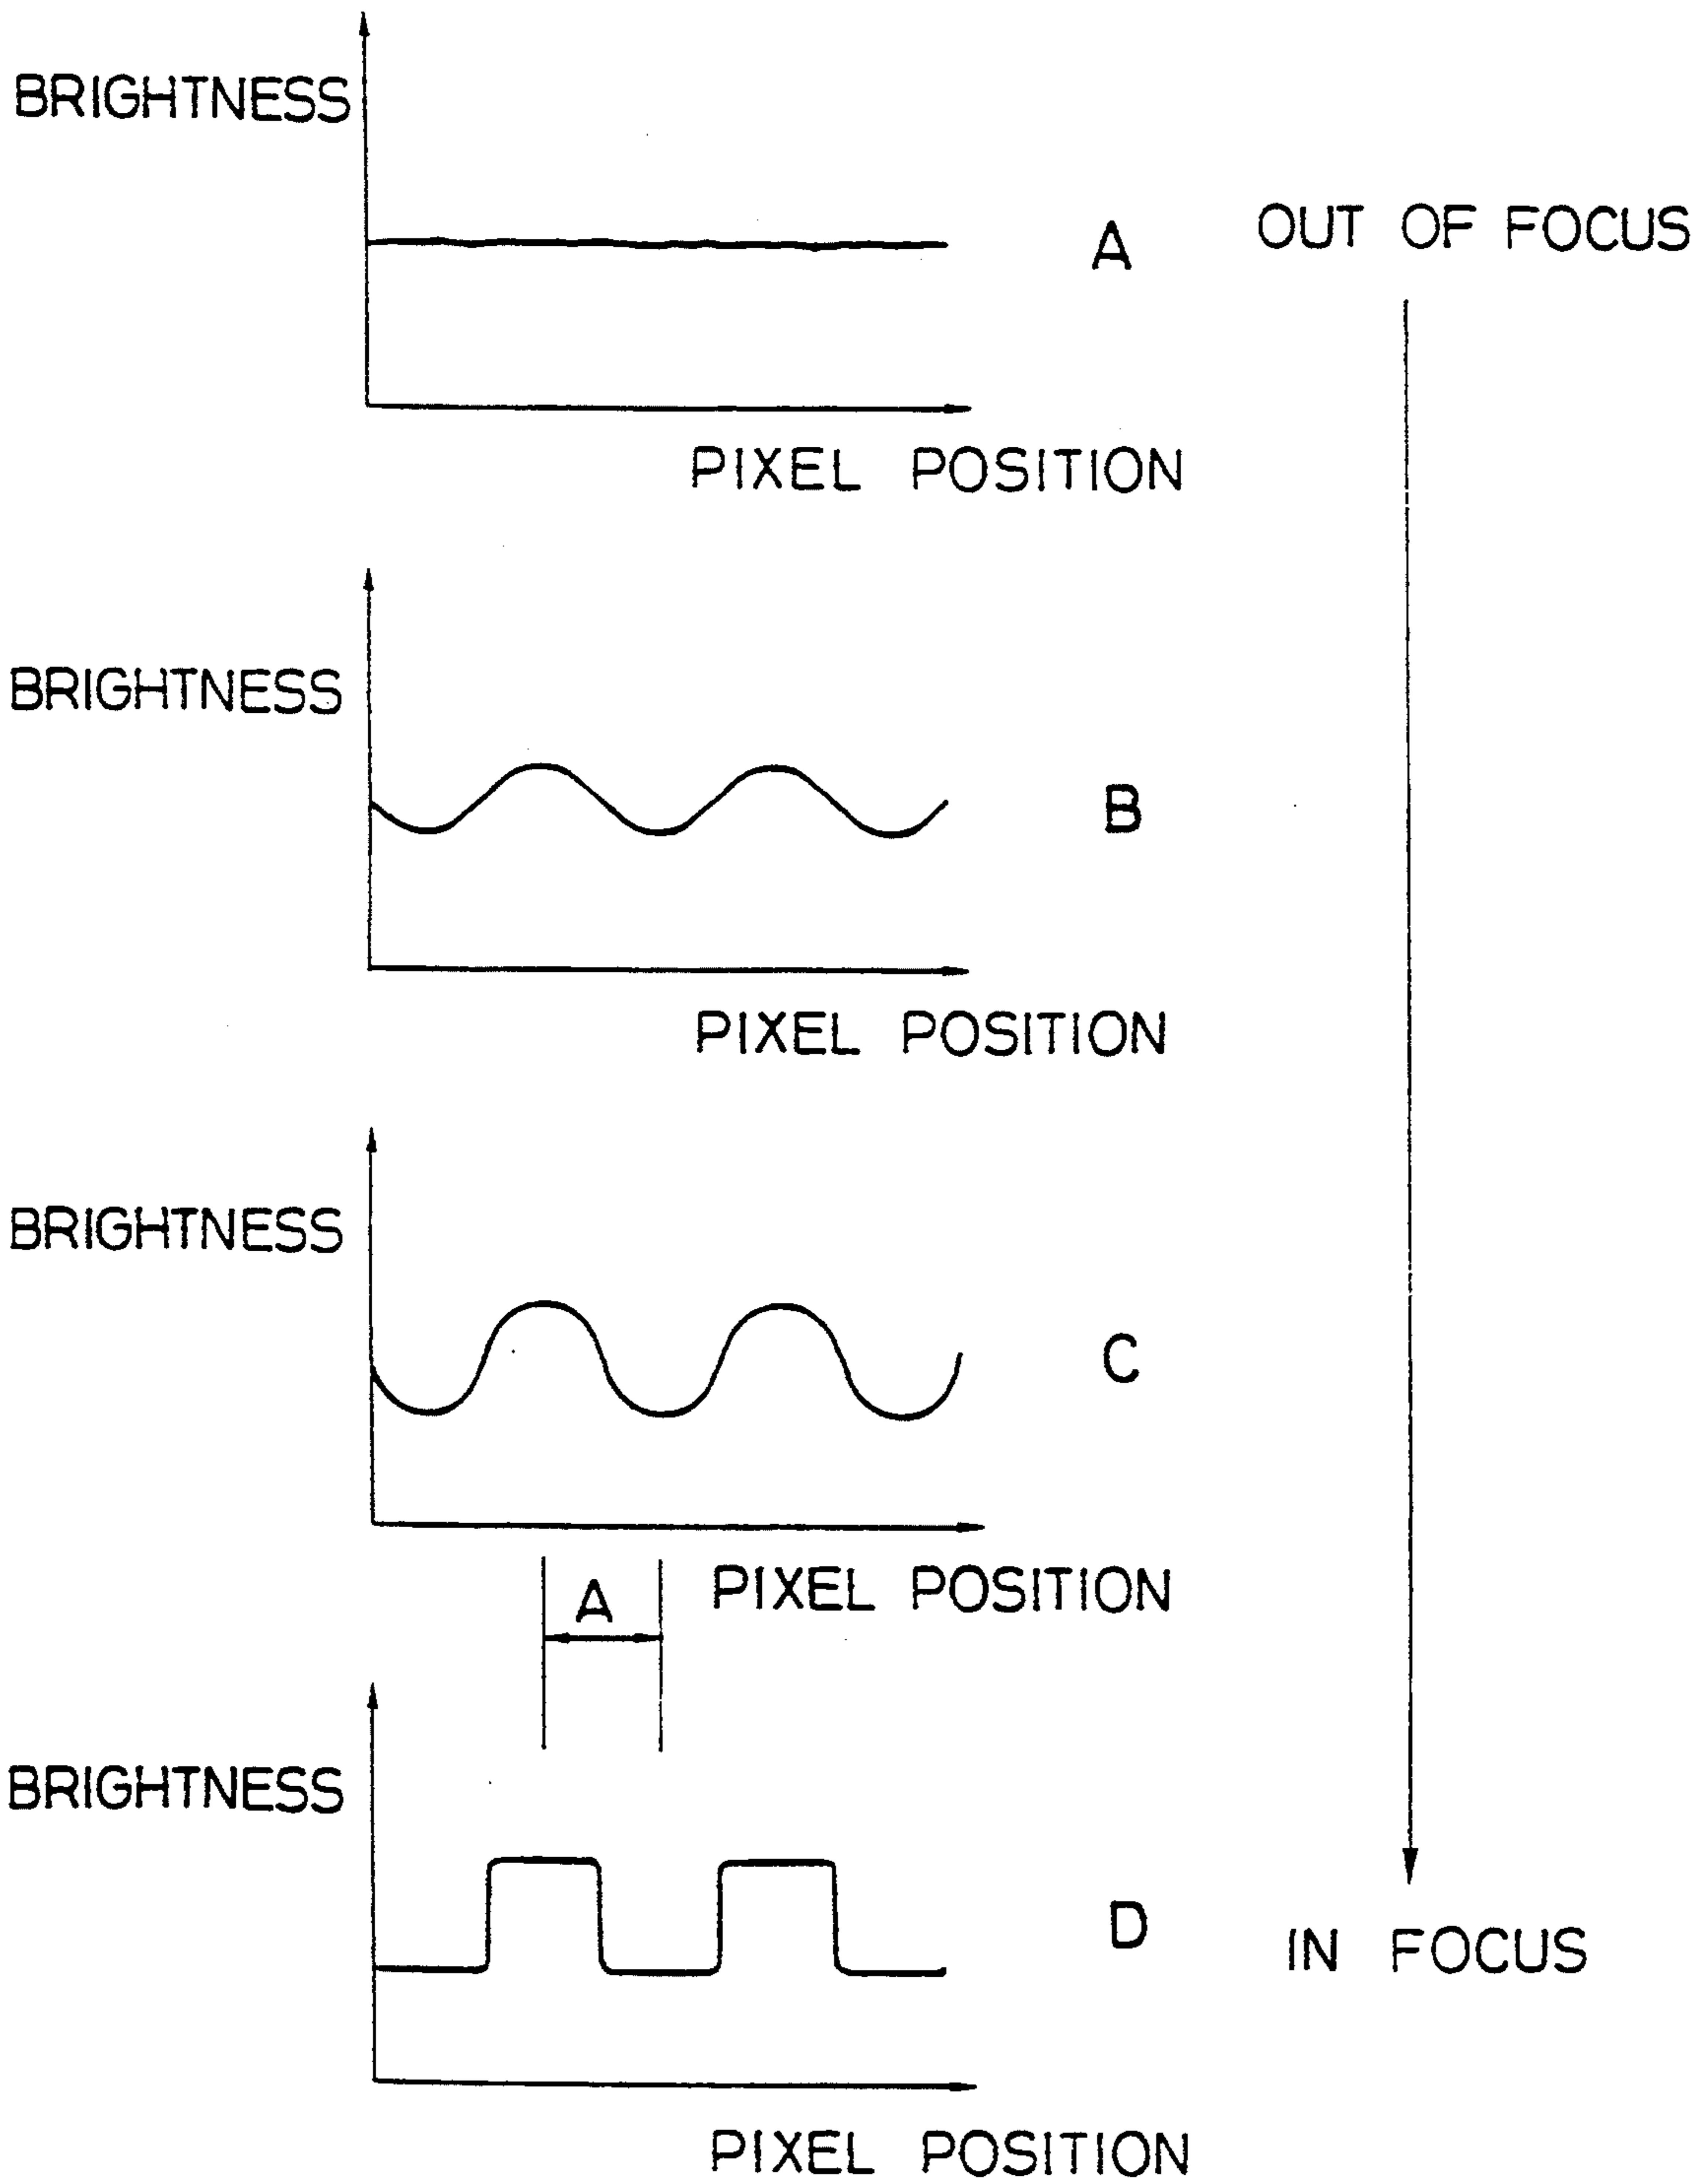 BRIGHTNESS
A
OUT OF FOCUS
PIXEL POSITION
BRIGHTNESS
B
PIXEL POSITION
BRIGHTNESS
C
PIXEL POSITION
A
BRIGHTNESS
D
IN FOCUS
PIXEL POSITION